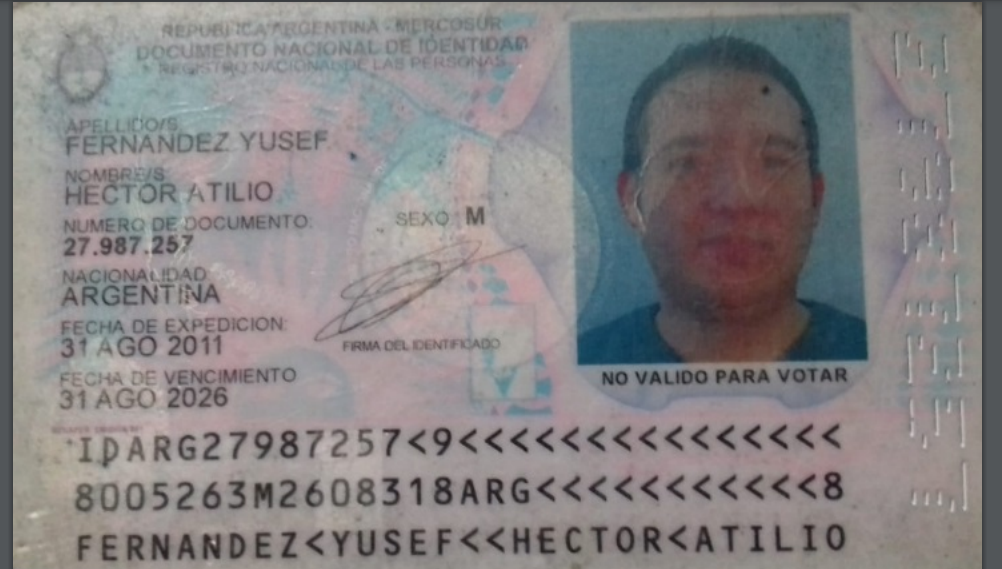 REPUBLICA ARGENTINA - MERCOSUR
DOCUMENTO NACIONAL DE IDENTIDAD
REGISTRO NACIONAL DE LAS PERSONAS
APELLIDO/S
FERNANDEZ YUSEF
NOMBRE/S
HECTOR ATILIO
SEXO M
NUMERO DE DOCUMENTO:
27.987.257
NACIONALIDAD
ARGENTINA
FECHA DE EXPEDICION:
31 AGO 2011
FIRMA DEL IDENTIFICADO
FECHA DE VENCIMIENTO
31 AGO 2026
NO VALIDO PARA VOTAR
IDARG27987257<9<<<<<<<<<<<<<<<
8005263M2608318ARG<<<<<<<<<<<8
FERNANDEZ<YUSEF<<HECTOR<ATILIO